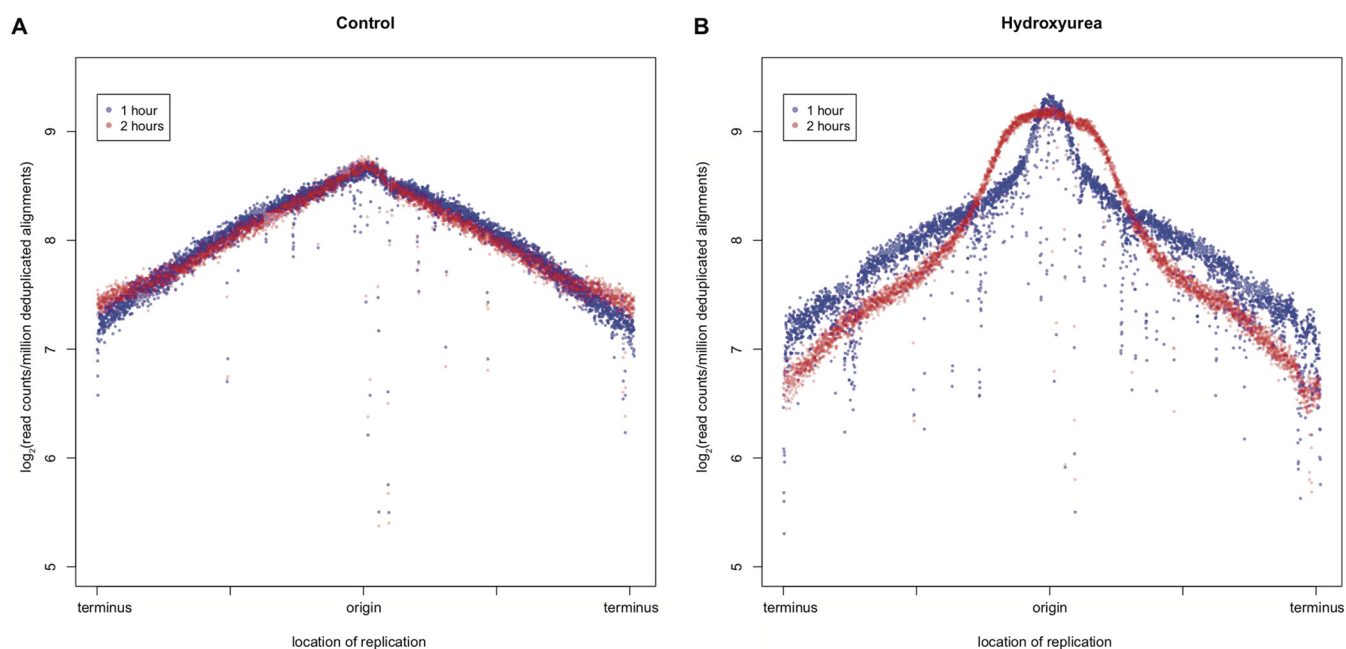 A
Control
1 hour
2 hours
9
8
7
6
5
log2(read counts/million deduplicated alignments)
terminus
origin
terminus
location of replication
B
Hydroxyurea
1 hour
2 hours
9
8
7
6
5
log2(read counts/million deduplicated alignments)
terminus
origin
terminus
location of replication